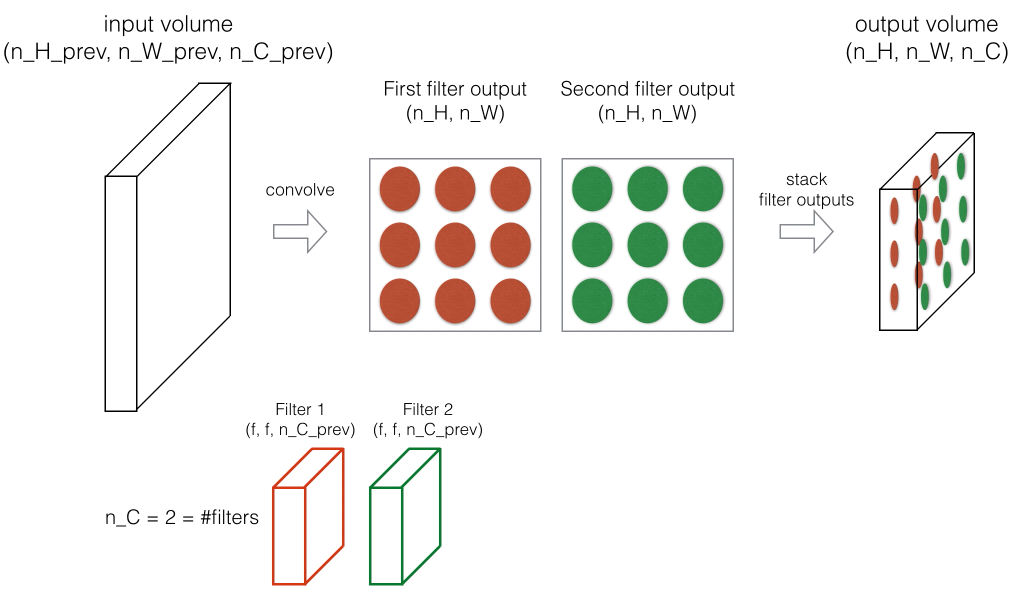 input volume
(n_H_prev, n_W_prev, n_C_prev)
convolve
First filter output
(n_H, n_W)
Second filter output
(n_H, n_W)
stack
filter outputs
output volume
(n_H, n_W, n_C)
Filter 1
(f, f, n_C_prev)
Filter 2
(f, f, n_C_prev)
n_C = 2 = #filters